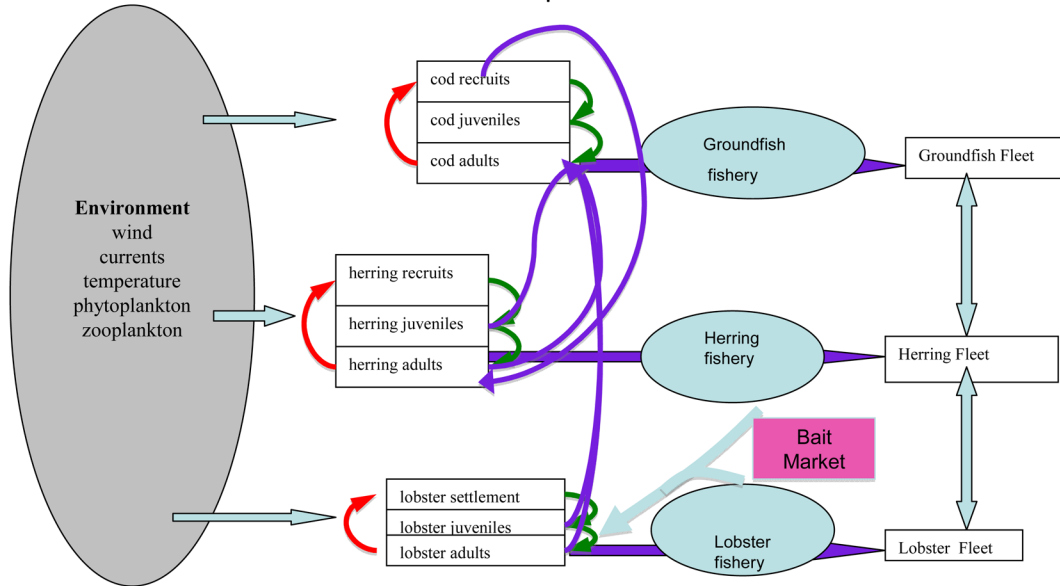 Environment
wind
currents
temperature
phytoplankton
zooplankton
cod recruits
cod juveniles
cod adults
Groundfish
fishery
Groundfish Fleet
herring recruits
herring juveniles
herring adults
Herring
fishery
Herring Fleet
Bait
Market
lobster settlement
lobster juveniles
lobster adults
Lobster
fishery
Lobster Fleet